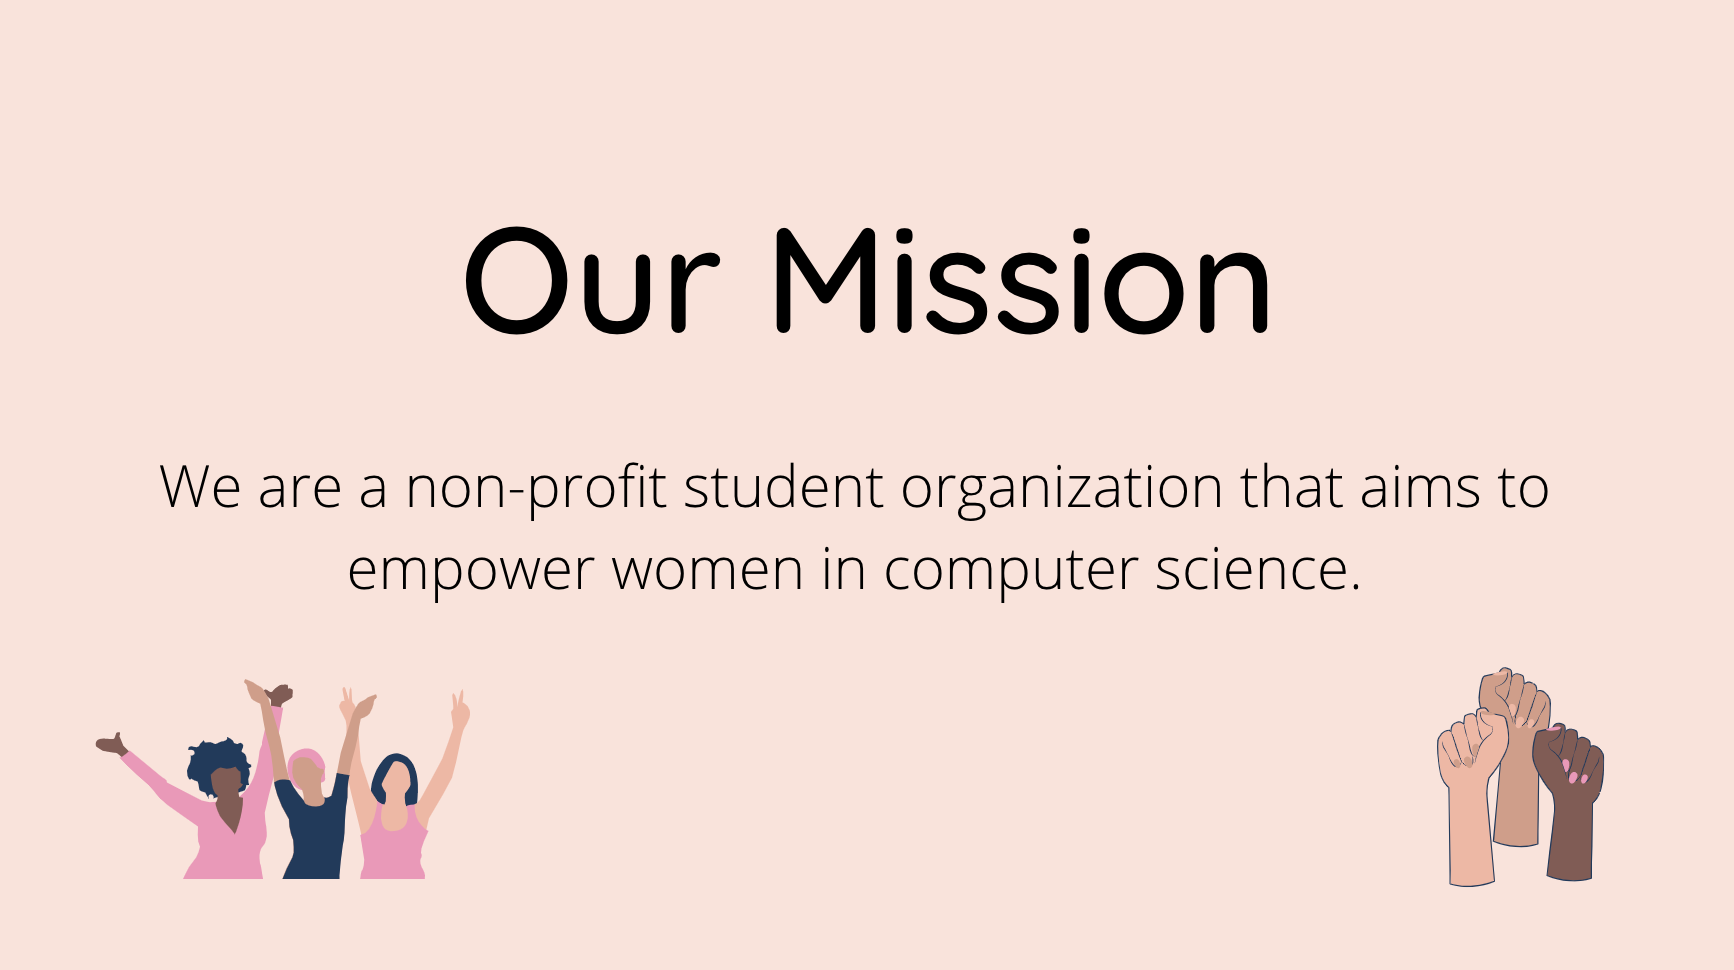 Our Mission
We are a non-profit student organization that aims to
empower women in computer science.